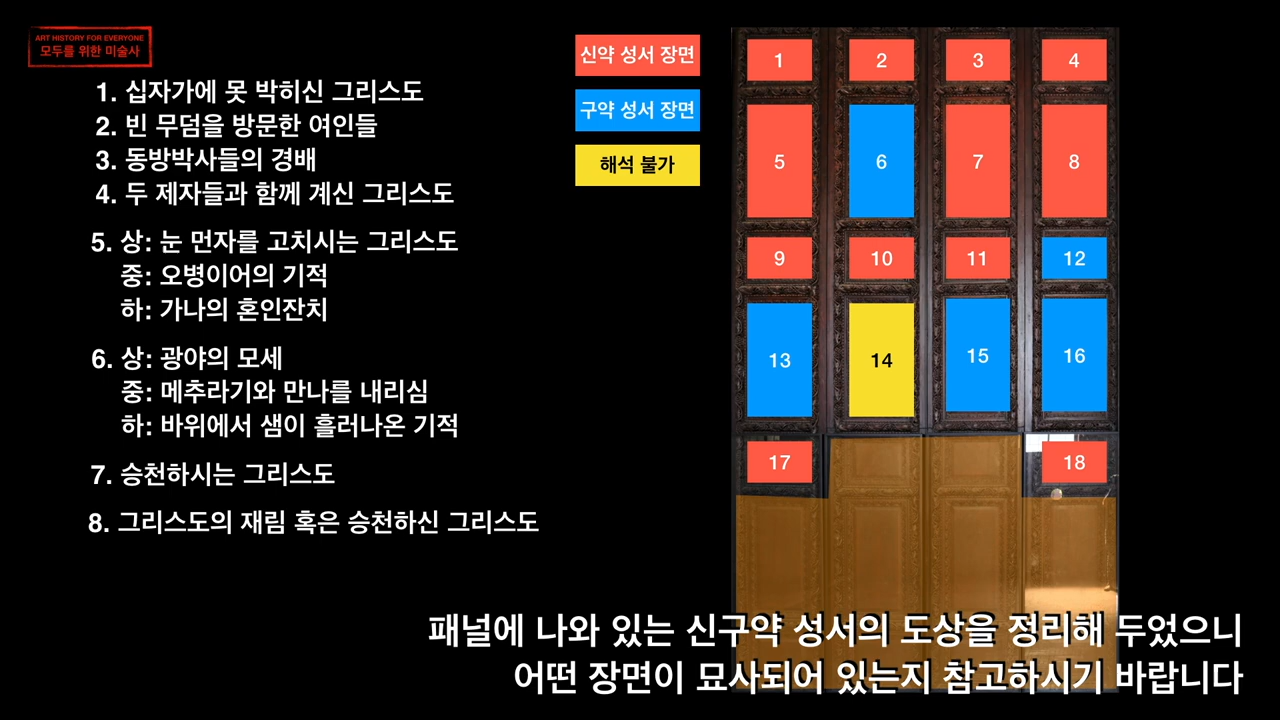 ART HISTORY FOR EVERYONE
모두를 위한 미술사
1. 십자가에 못 박히신 그리스도
2. 빈 무덤을 방문한 여인들
3. 동방박사들의 경배
4. 두 제자들과 함께 계신 그리스도
5. 상: 눈 먼자를 고치시는 그리스도
중: 오병이어의 기적
하: 가나의 혼인잔치
6. 상: 광야의 모세
중: 메추라기와 만나를 내리심
하: 바위에서 샘이 흘러나온 기적
7. 승천하시는 그리스도
8. 그리스도의 재림 혹은 승천하신 그리스도
신약 성서 장면
구약 성서 장면
해석 불가
1 2 3 4
5 6 7 8
9 10 11 12
13 14 15 16
17 18
패널에 나와 있는 신구약 성서의 도상을 정리해 두었으니
어떤 장면이 묘사되어 있는지 참고하시기 바랍니다